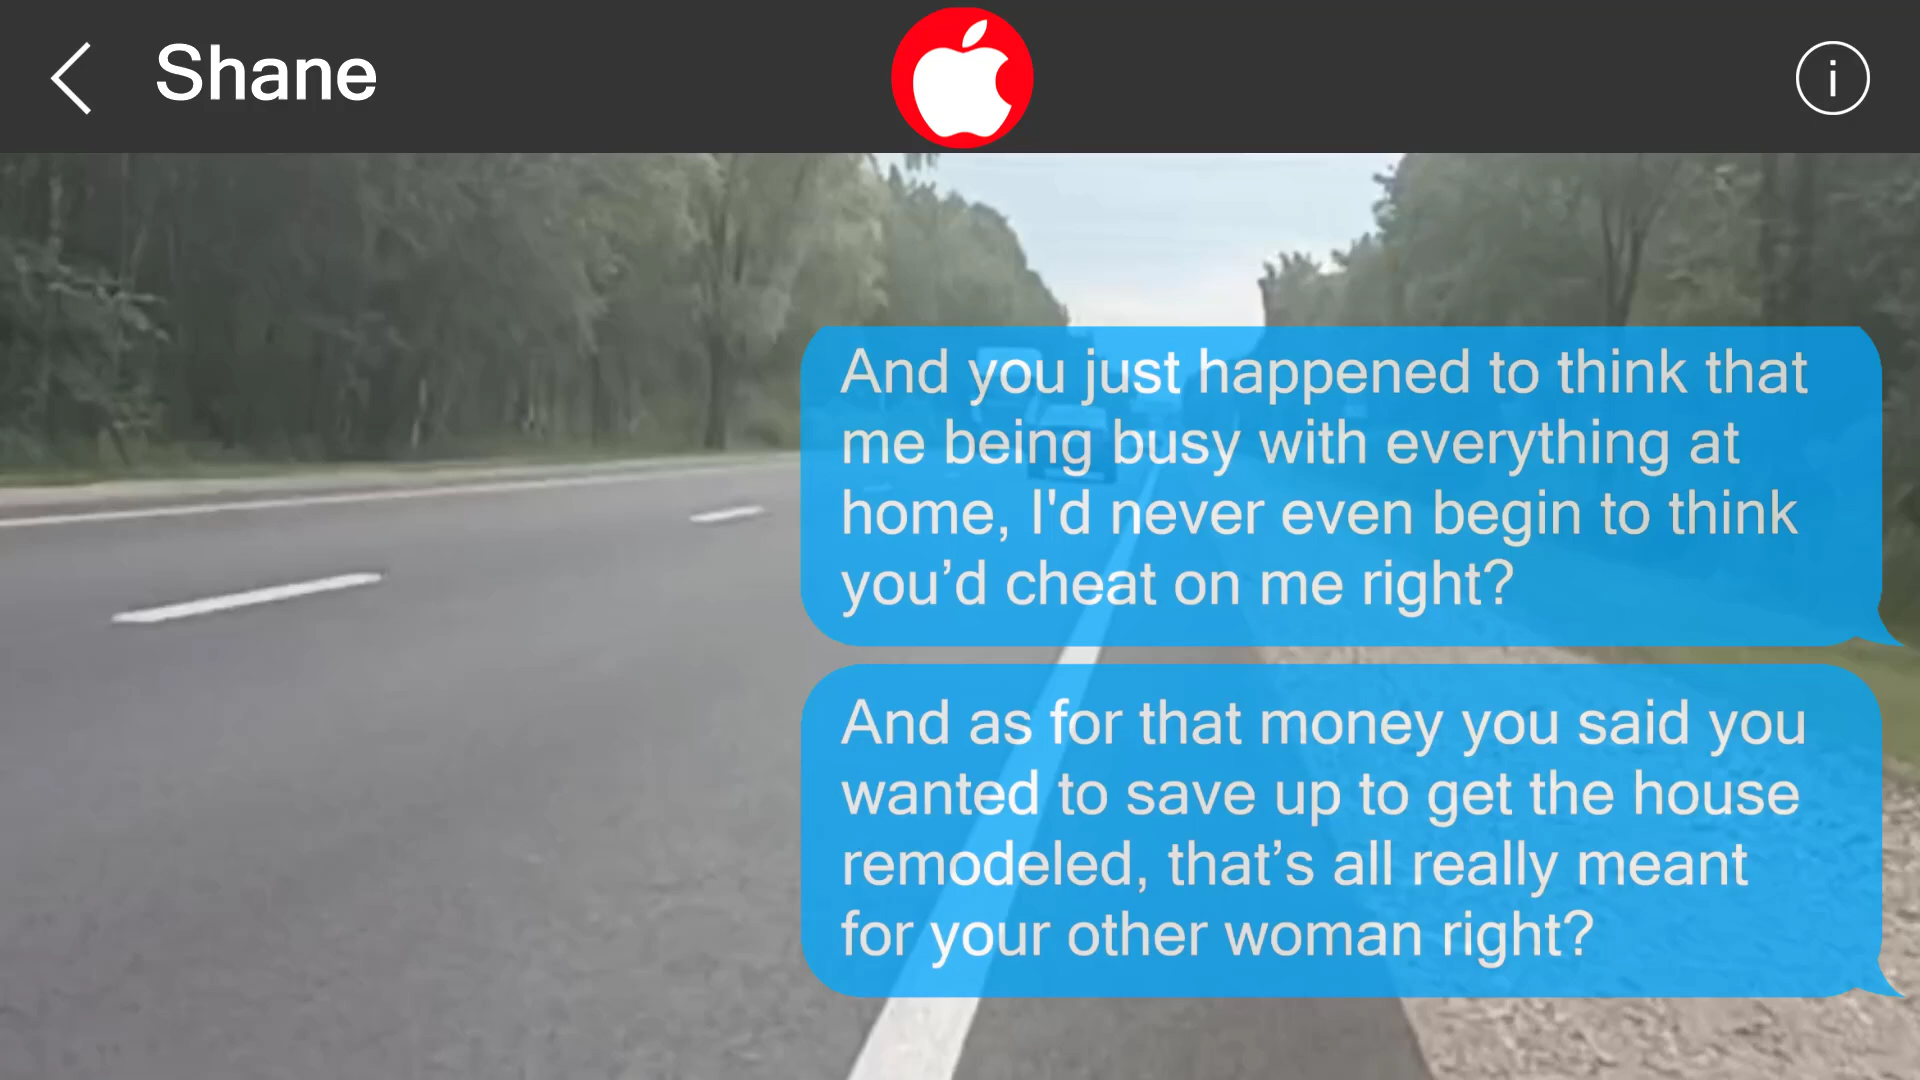 Shane
i
And you just happened to think that
me being busy with everything at
home, I'd never even begin to think
you’d cheat on me right?
And as for that money you said you
wanted to save up to get the house
remodeled, that’s all really meant
for your other woman right?